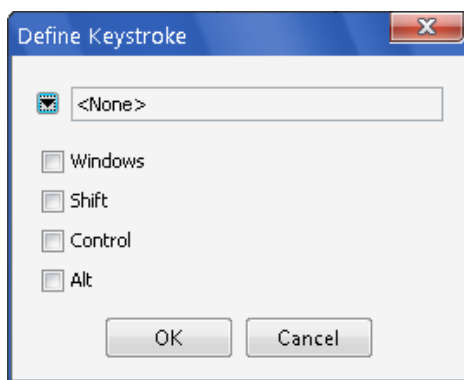 Define Keystroke
<None>
Windows
Shift
Control
Alt
OK Cancel